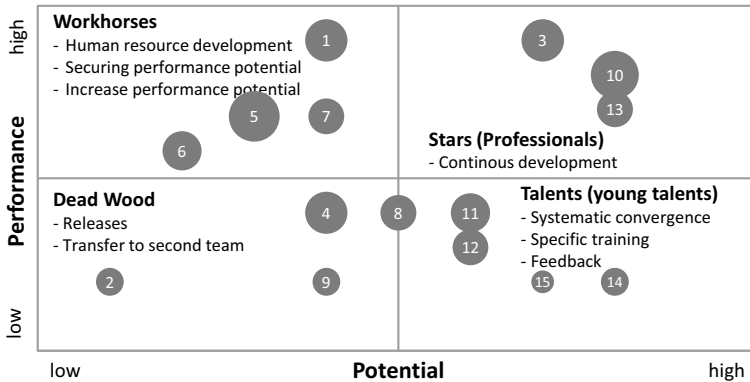 high
Performance
low
Workhorses
- Human resource development
- Securing performance potential
- Increase performance potential
1
5
7
6
3
10
13
Stars (Professionals)
- Continous development
Dead Wood
- Releases
- Transfer to second team
4
8
2
9
11
12
Talents (young talents)
- Systematic convergence
- Specific training
- Feedback
15
14
low
Potential
high